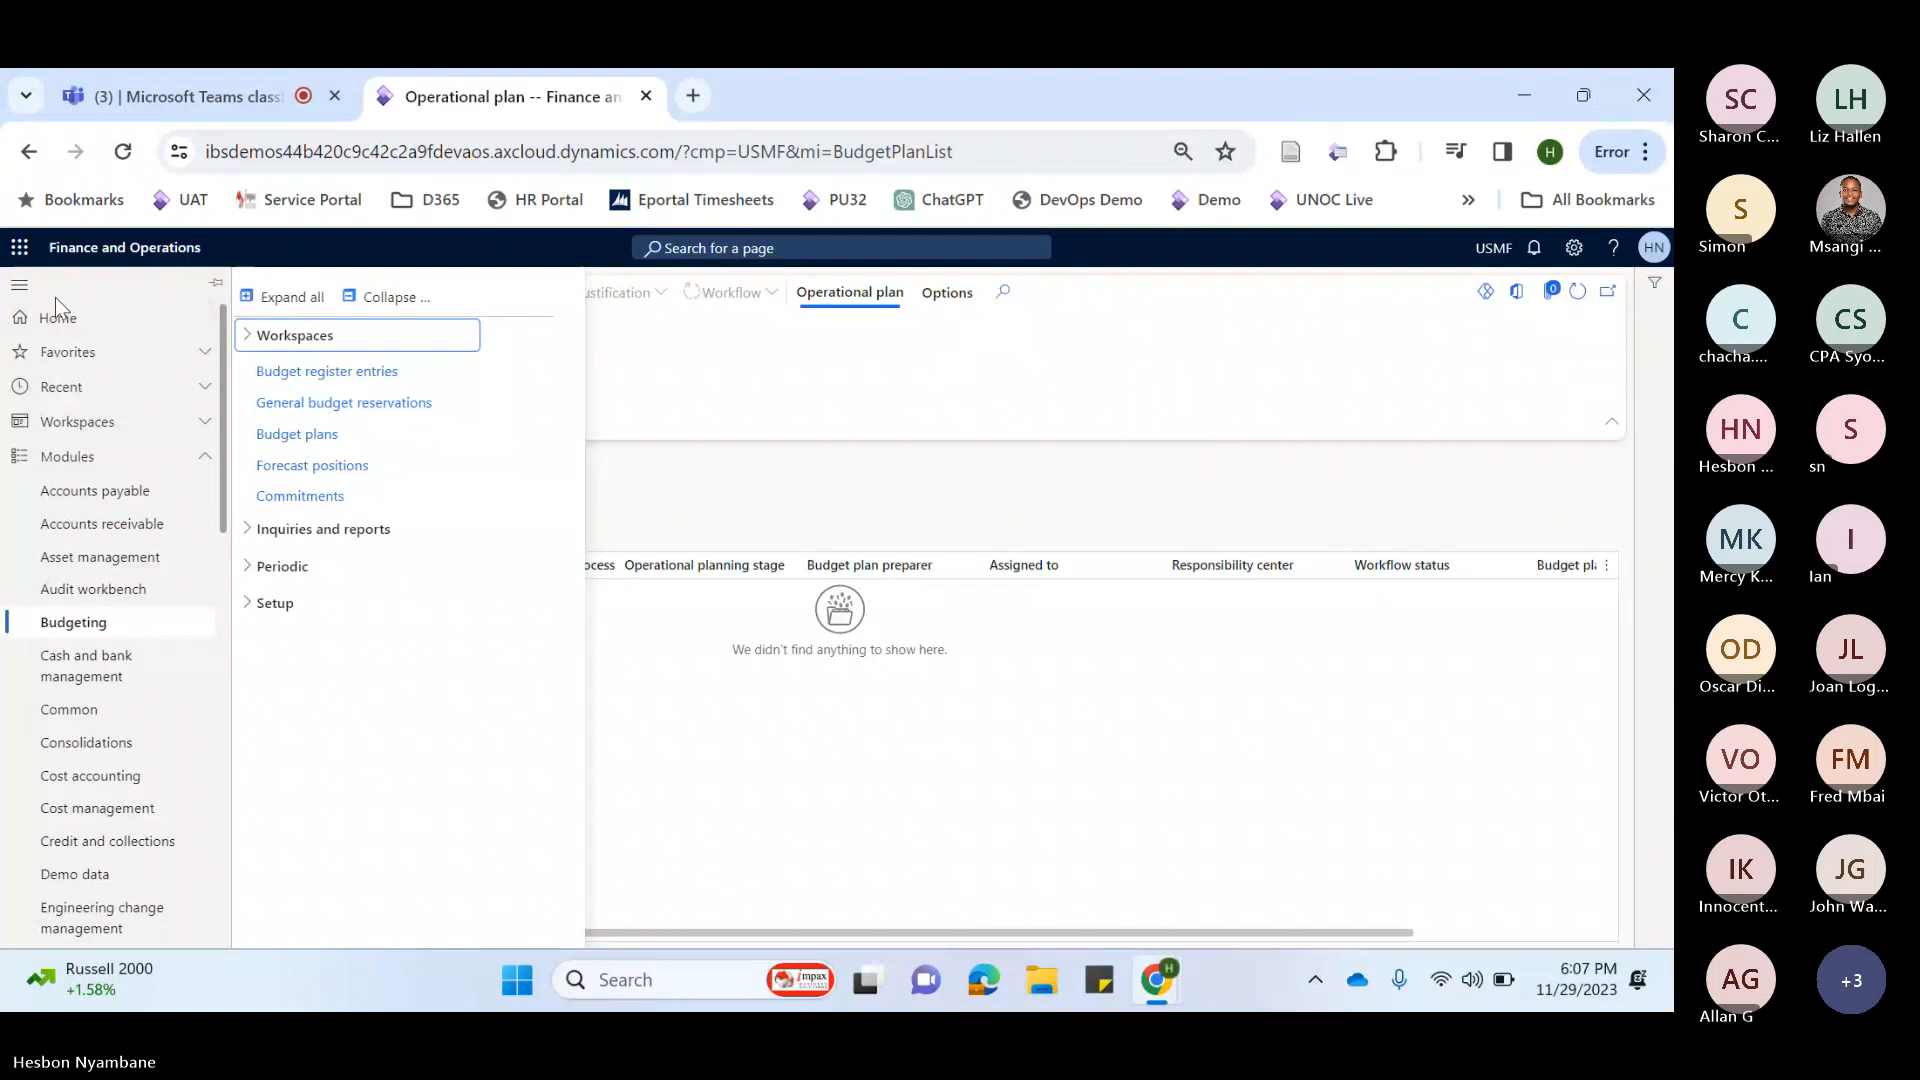 (3) | Microsoft Teams class
Operational plan -- Finance an
ibsdemos44b420c9c42c2a9fdevaos.axcloud.dynamics.com/?cmp=USMF&mi=BudgetPlanList
H
Error
Bookmarks
UAT
Service Portal
D365
HR Portal
Eportal Timesheets
PU32
ChatGPT
DevOps Demo
Demo
UNOC Live
All Bookmarks
Finance and Operations
Search for a page
USMF
?
HN
Home
Favorites
Recent
Workspaces
Modules
Accounts payable
Accounts receivable
Asset management
Audit workbench
Budgeting
Cash and bank
management
Common
Consolidations
Cost accounting
Cost management
Credit and collections
Demo data
Engineering change
management
Expand all
Collapse ...
Workspaces
Budget register entries
General budget reservations
Budget plans
Forecast positions
Commitments
Inquiries and reports
Periodic
Setup
ustification
Workflow
Operational plan
Options
0
ocess
Operational planning stage
Budget plan preparer
Assigned to
Responsibility center
Workflow status
Budget pl
We didn't find anything to show here.
Russell 2000
+1.58%
Search
impax
H
6:07 PM
11/29/2023
SC
Sharon C...
LH
Liz Hallen
S
Simon
Msangi ...
C
chacha....
CS
CPA Syo...
HN
Hesbon ...
S
sn
MK
Mercy K...
I
Ian
OD
Oscar Di...
JL
Joan Log...
VO
Victor Ot...
FM
Fred Mbai
IK
Innocent...
JG
John Wa...
AG
Allan G
+3
Hesbon Nyambane